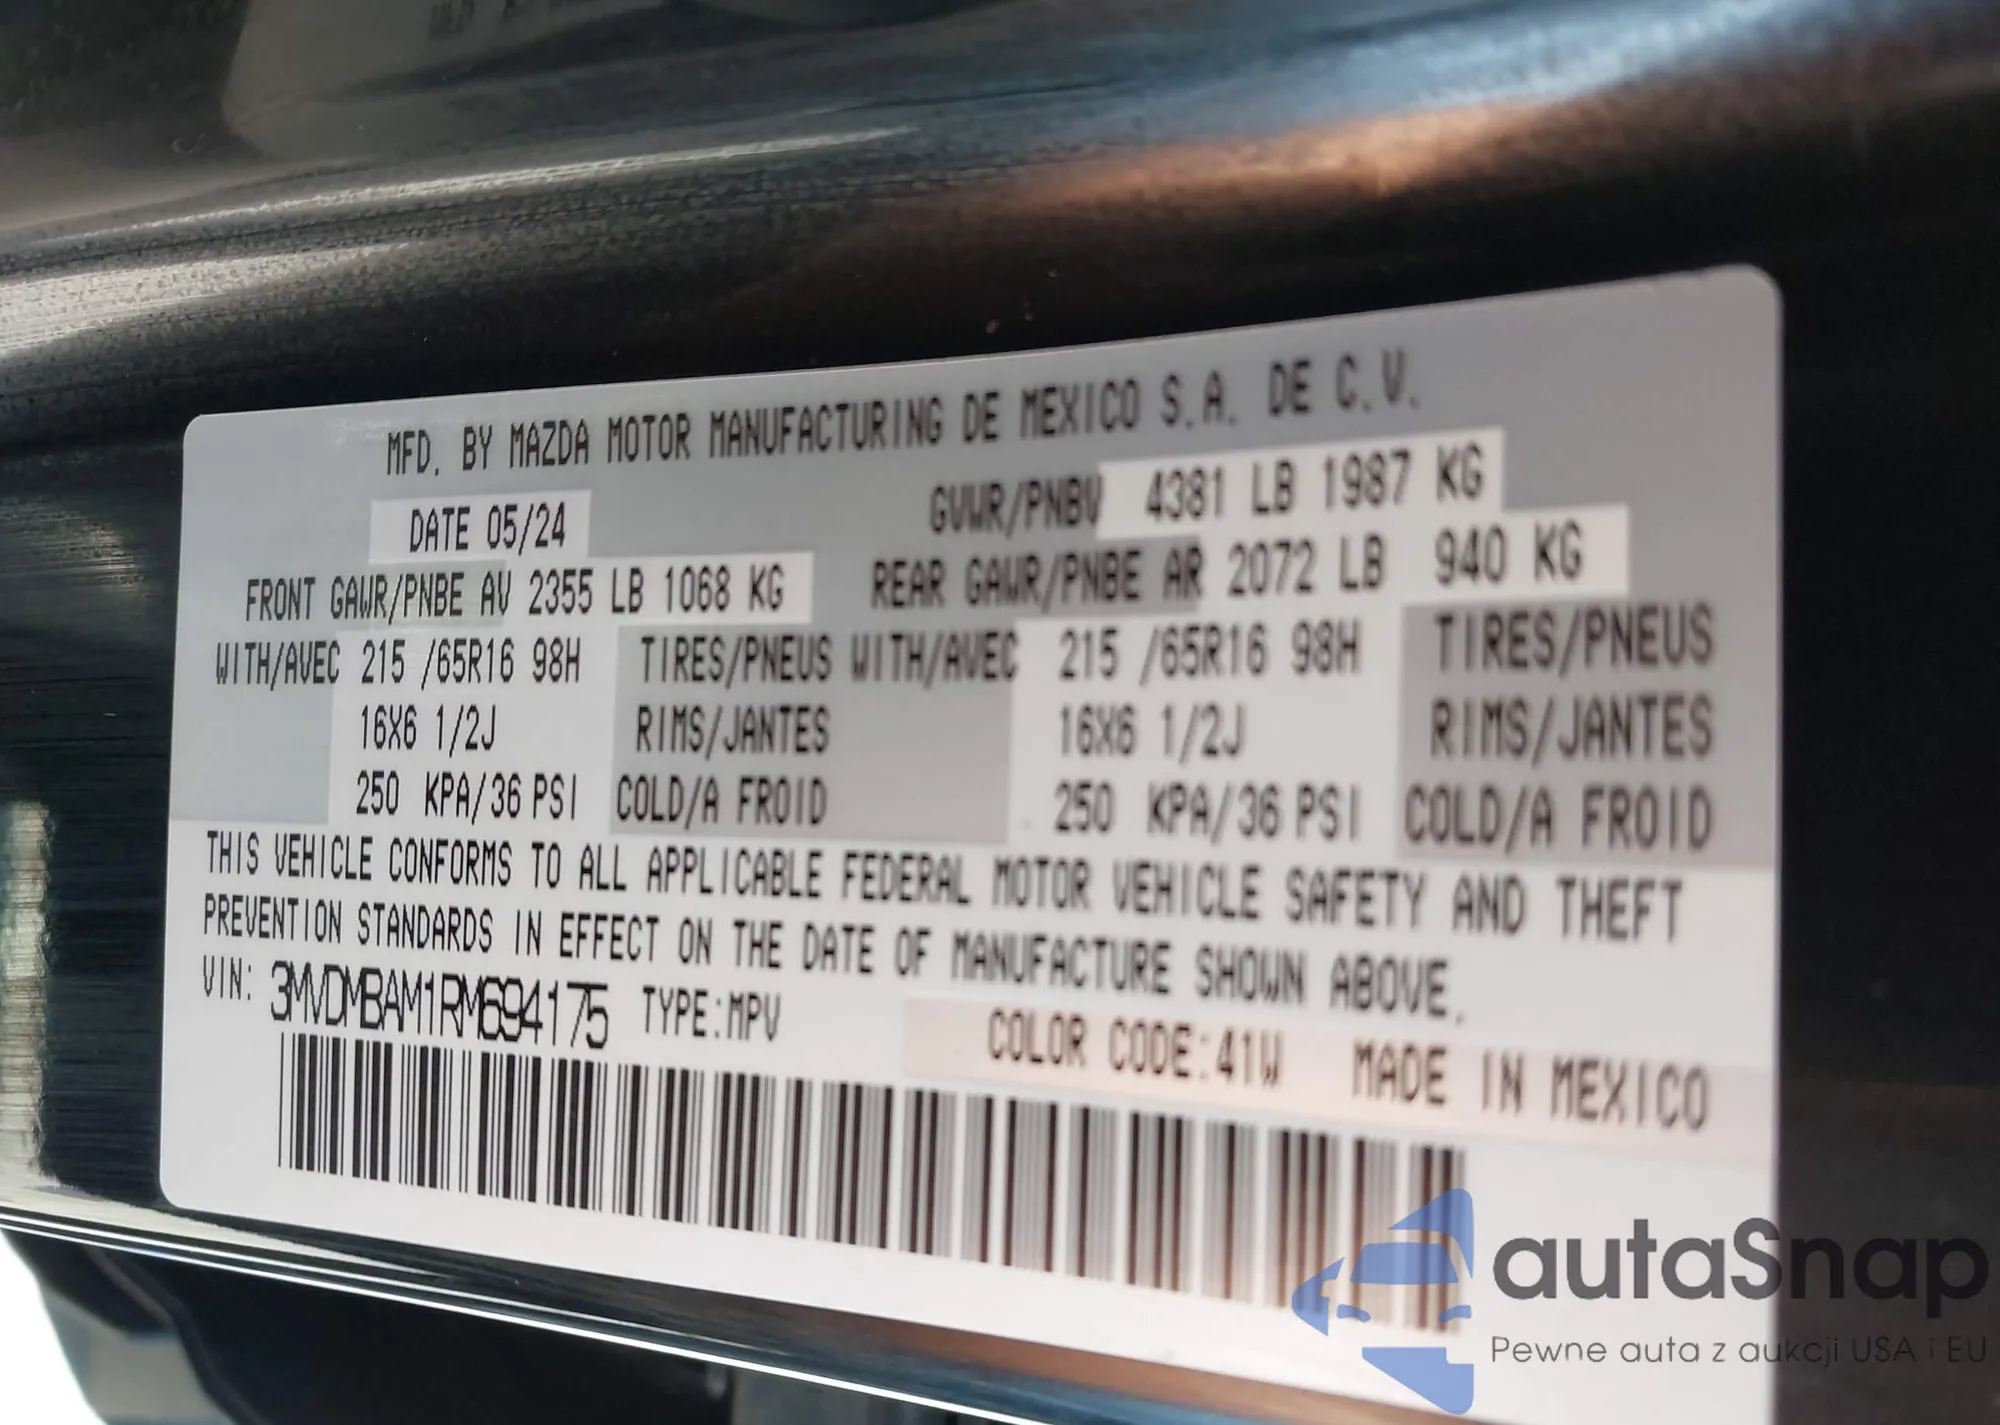 MFD. BY MAZDA MOTOR MANUFACTURING DE MEXICO S.A. DE C.V.
DATE 05/24 GVWR/PNBV 4381 LB 1987 KG
FRONT GAWR/PNBE AV 2355 LB 1068 KG REAR GAWR/PNBE AR 2072 LB 940 KG
WITH/AVEC 215 /65R16 98H TIRES/PNEUS WITH/AVEC 215 /65R16 98H TIRES/PNEUS
16X6 1/2J RIMS/JANTES 16X6 1/2J RIMS/JANTES
250 KPA/36 PSI COLD/A FROID 250 KPA/36 PSI COLD/A FROID
THIS VEHICLE CONFORMS TO ALL APPLICABLE FEDERAL MOTOR VEHICLE SAFETY AND THEFT
PREVENTION STANDARDS IN EFFECT ON THE DATE OF MANUFACTURE SHOWN ABOVE.
VIN: 3MVDMBAM1RM694175 TYPE:MPV COLOR CODE:41W MADE IN MEXICO
autaSnap
Pewne auta z aukcji USA i EU